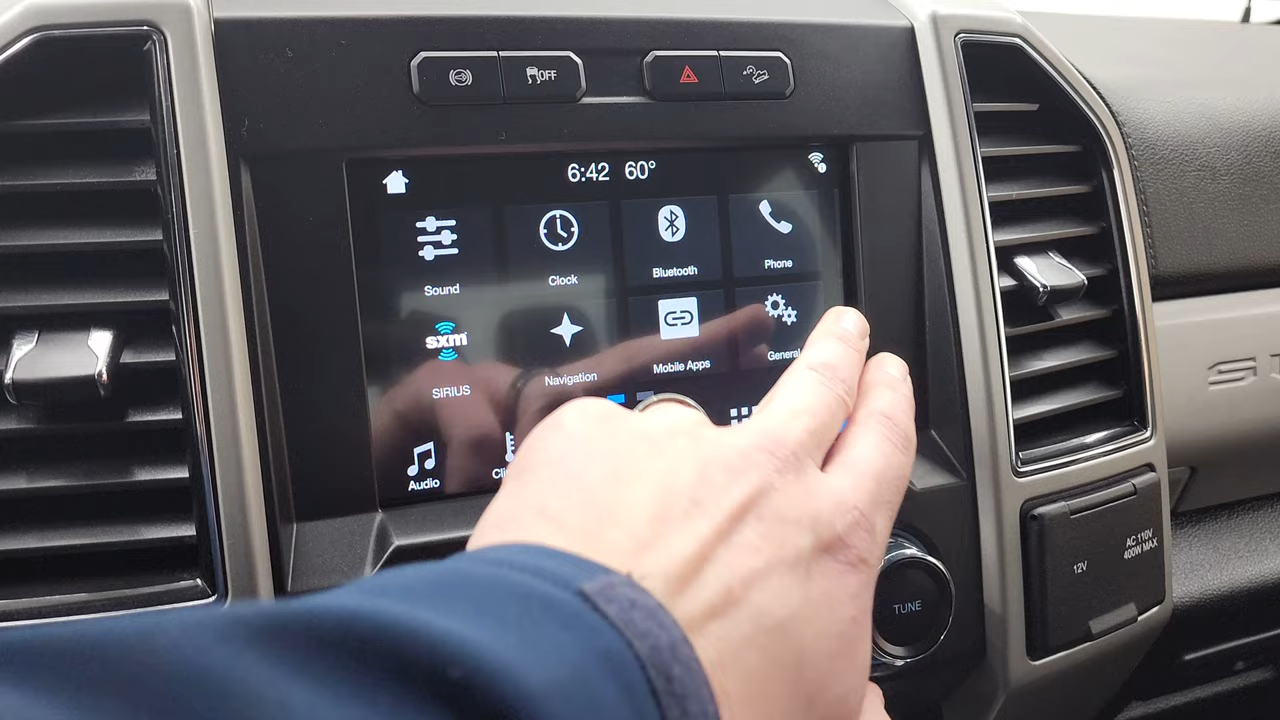 OFF
6:42 60°
Sound
Clock
Bluetooth
Phone
sxm
SIRIUS
Navigation
Mobile Apps
General
Audio
Cli
TUNE
12V
AC 110V
400W MAX